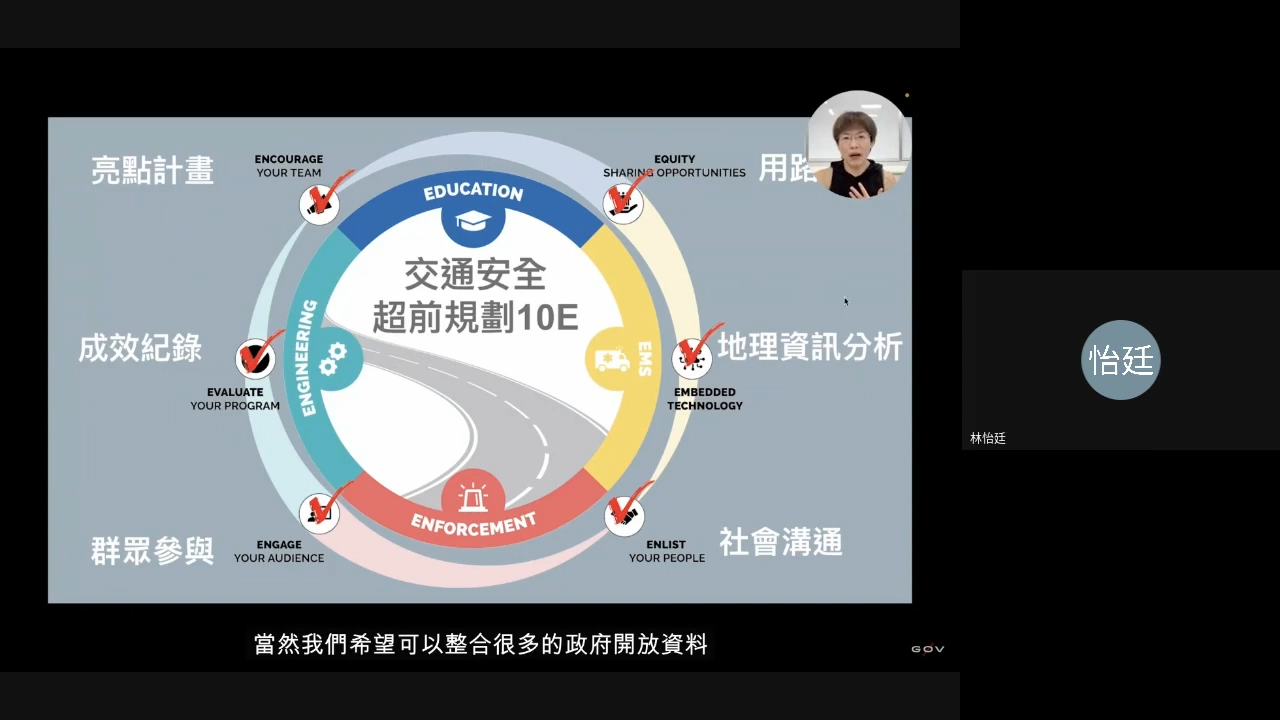 亮點計畫
ENCOURAGE
YOUR TEAM
EQUITY
SHARING OPPORTUNITIES
用路
EDUCATION
交通安全
超前規劃10E
ENGINEERING
EMS
成效紀錄
EVALUATE
YOUR PROGRAM
地理資訊分析
EMBEDDED
TECHNOLOGY
ENFORCEMENT
群眾參與
ENGAGE
YOUR AUDIENCE
ENLIST
YOUR PEOPLE
社會溝通
當然我們希望可以整合很多的政府開放資料
GOV
怡廷
林怡廷